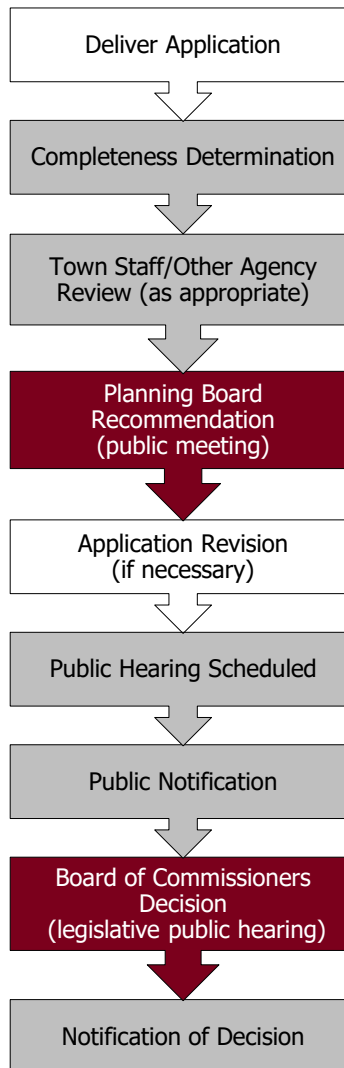 Deliver Application
Completeness Determination
Town Staff/Other Agency
Review (as appropriate)
Planning Board
Recommendation
(public meeting)
Application Revision
(if necessary)
Public Hearing Scheduled
Public Notification
Board of Commissioners
Decision
(legislative public hearing)
Notification of Decision